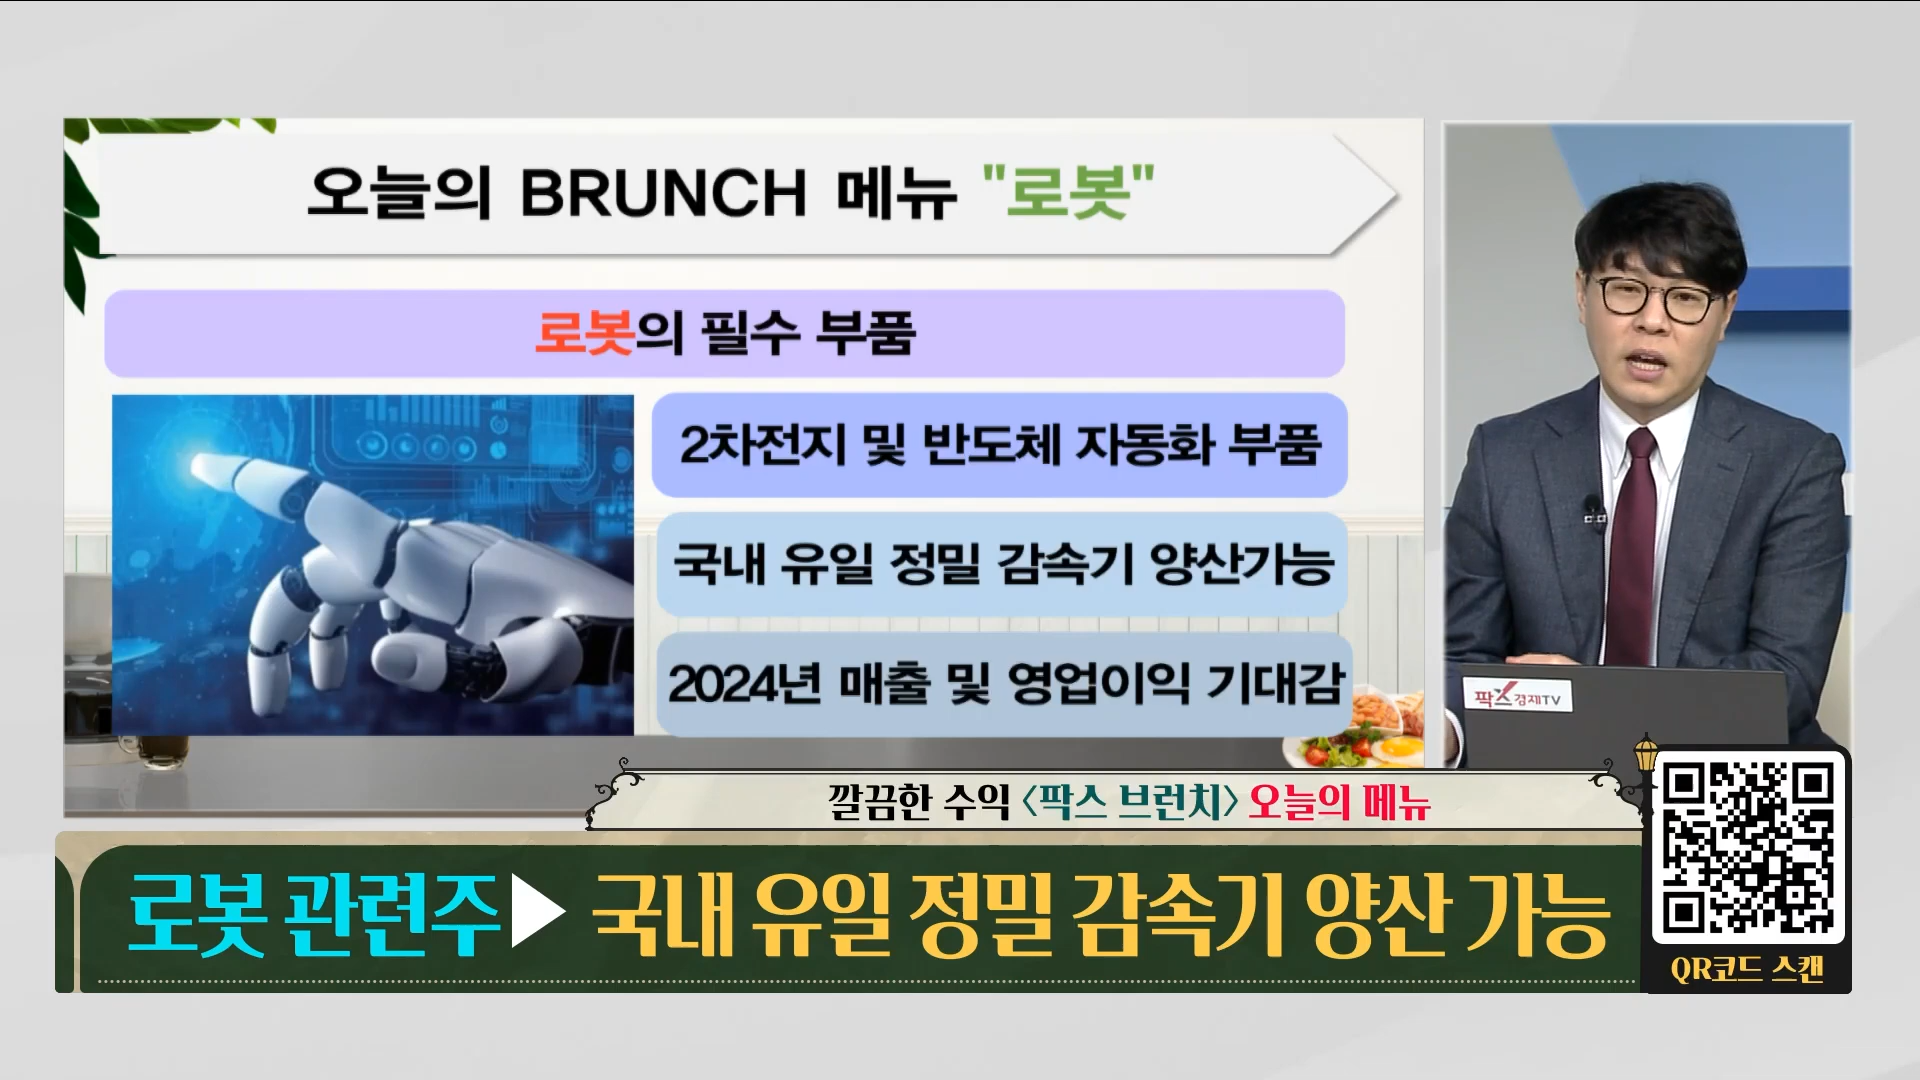 오늘의 BRUNCH 메뉴 "로봇"
로봇의 필수 부품
2차전지 및 반도체 자동화 부품
국내 유일 정밀 감속기 양산가능
2024년 매출 및 영업이익 기대감
팍스경제TV
깔끔한 수익 <팍스 브런치> 오늘의 메뉴
로봇 관련주▶국내 유일 정밀 감속기 양산 가능
QR코드 스캔